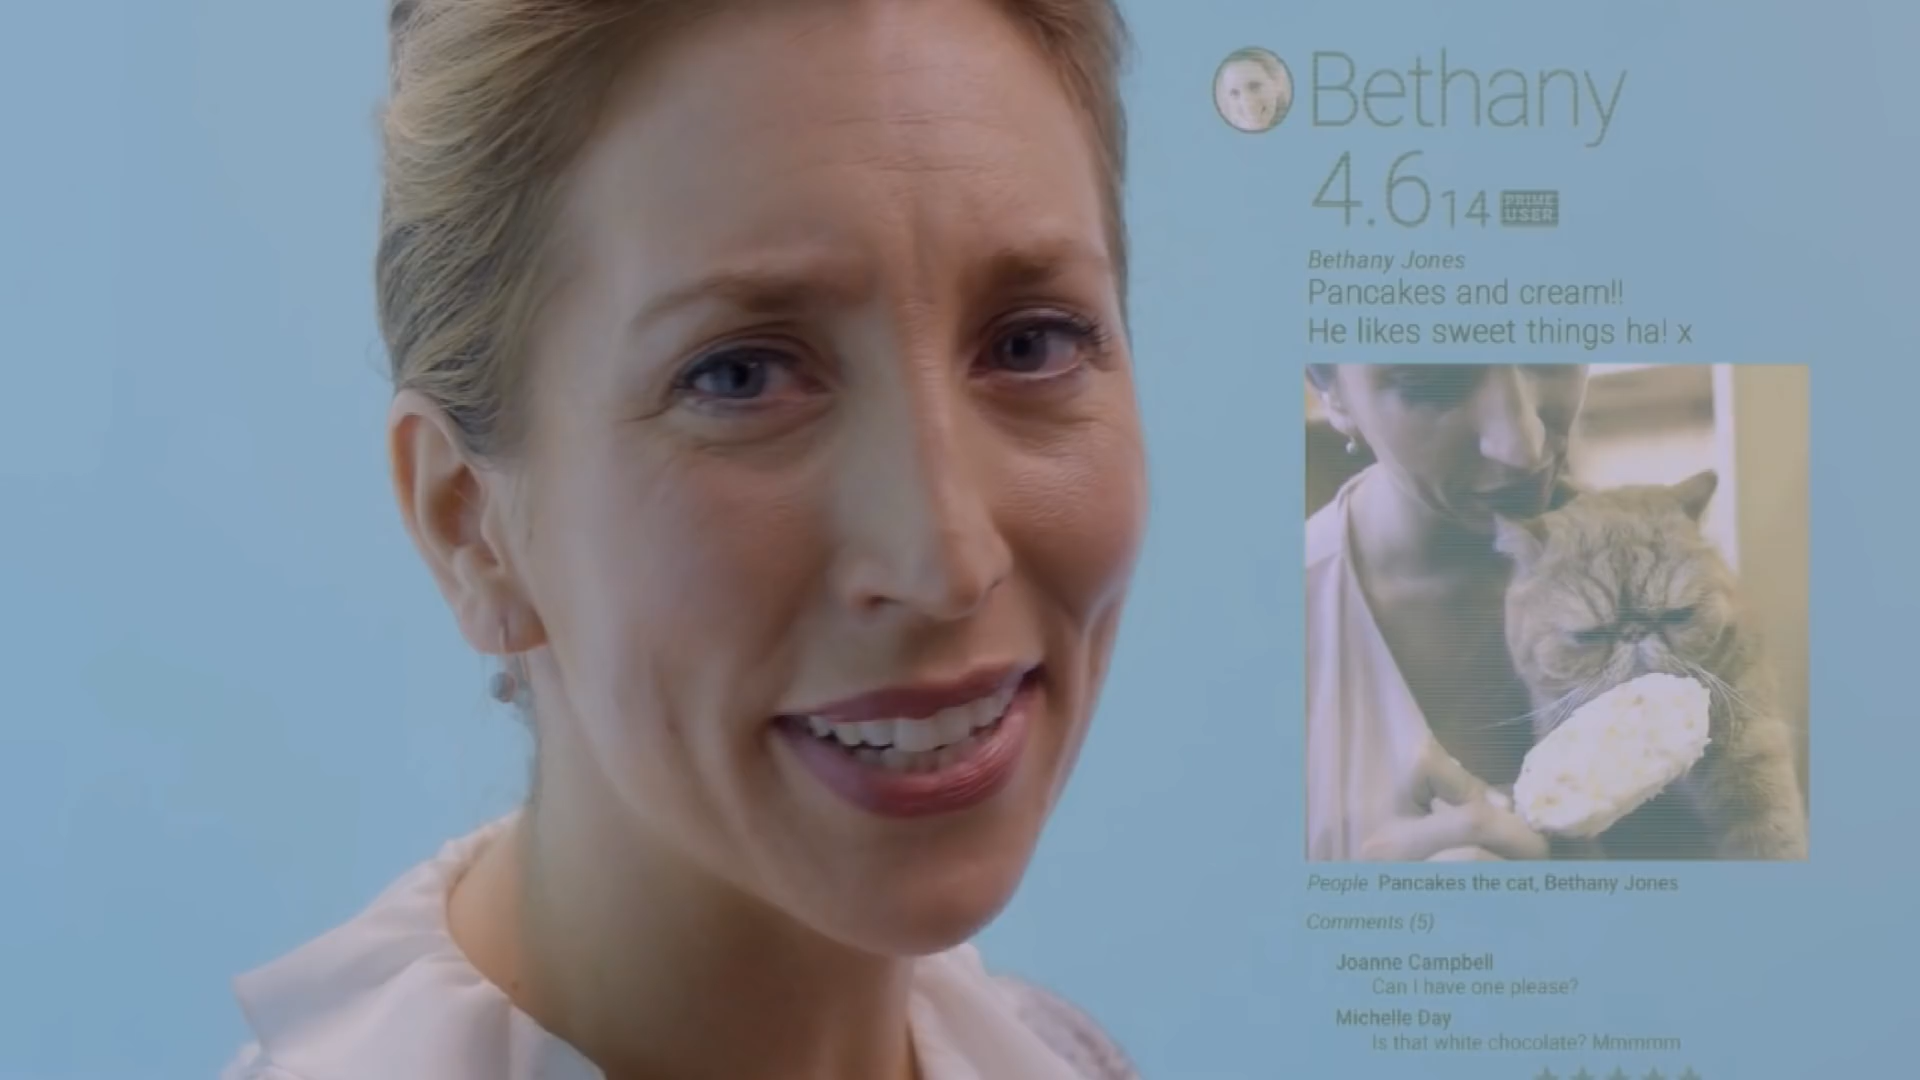 Bethany
4.614 PRIME USER
Bethany Jones
Pancakes and cream!!
He likes sweet things ha! x
People Pancakes the cat, Bethany Jones
Comments (5)
Joanne Campbell
Can I have one please?
Michelle Day
Is that white chocolate? Mmmmm